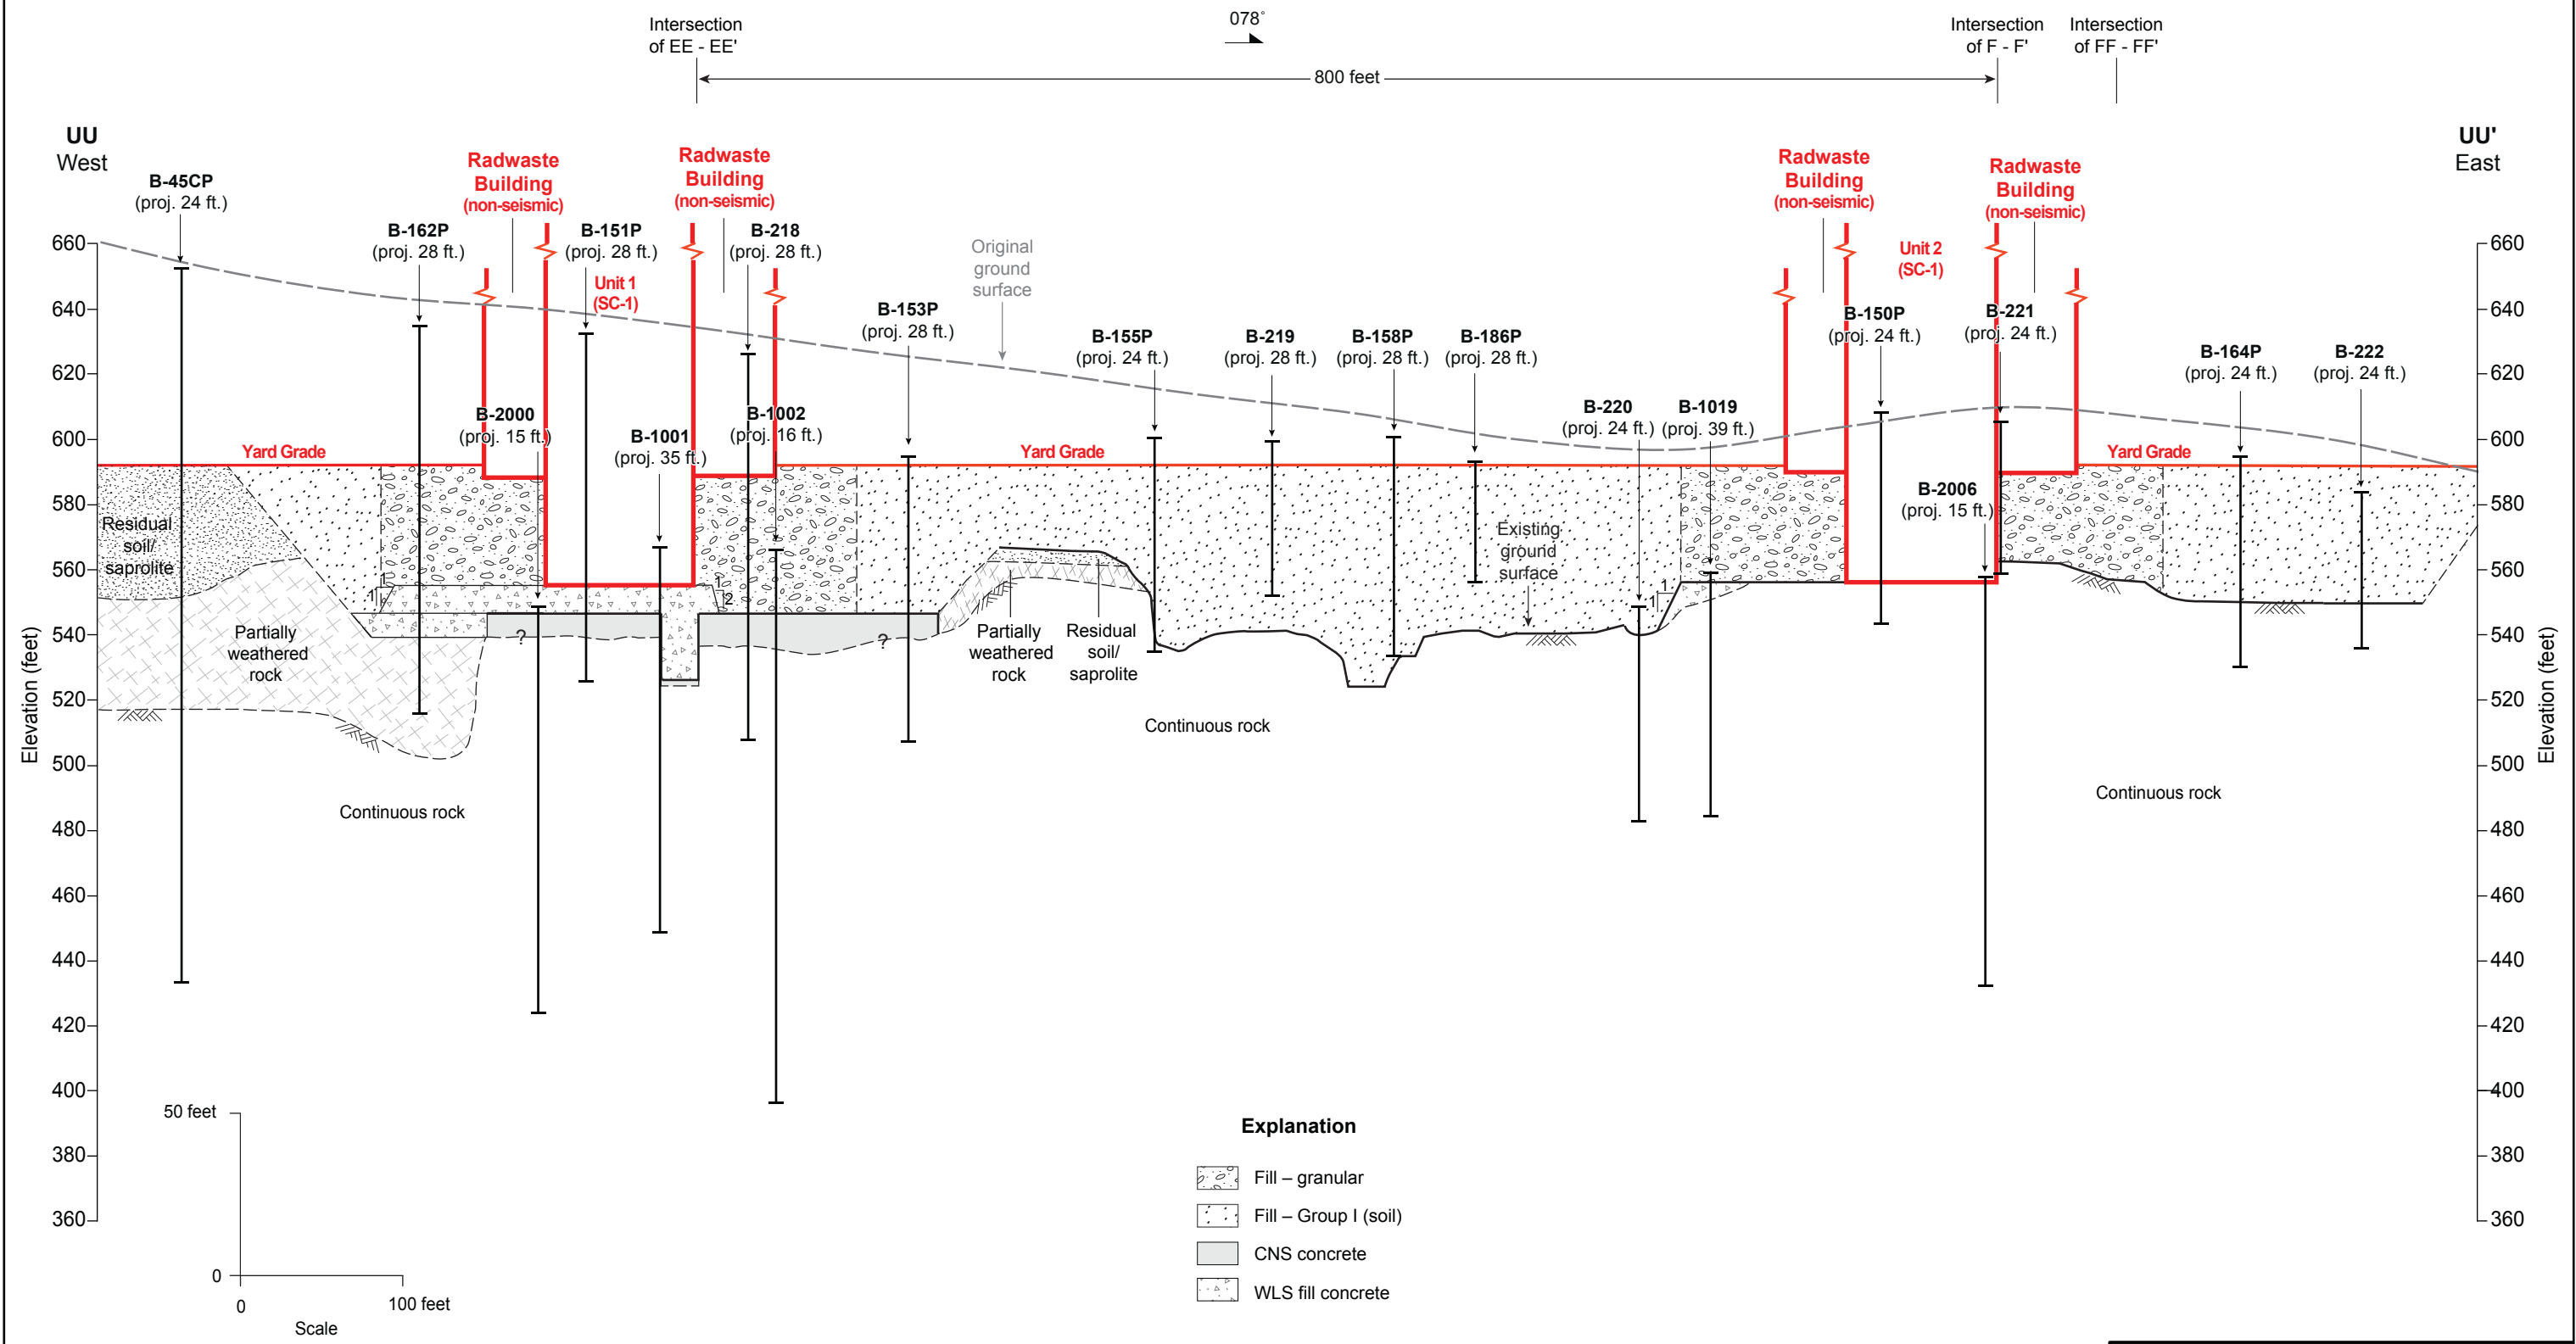 Intersection
of EE - EE'
078°
Intersection
of F - F'
Intersection
of FF - FF'
800 feet
UU
West
UU'
East
B-45CP
(proj. 24 ft.)
B-162P
(proj. 28 ft.)
Radwaste
Building
(non-seismic)
B-151P
(proj. 28 ft.)
Unit 1
(SC-1)
Radwaste
Building
(non-seismic)
B-218
(proj. 28 ft.)
B-2000
(proj. 15 ft.)
B-1001
(proj. 35 ft.)
B-1002
(proj. 16 ft.)
B-153P
(proj. 28 ft.)
Original
ground
surface
B-155P
(proj. 24 ft.)
B-219
(proj. 28 ft.)
B-158P
(proj. 28 ft.)
B-186P
(proj. 28 ft.)
B-220
(proj. 24 ft.)
B-1019
(proj. 39 ft.)
Radwaste
Building
(non-seismic)
Unit 2
(SC-1)
Radwaste
Building
(non-seismic)
B-150P
(proj. 24 ft.)
B-221
(proj. 24 ft.)
B-2006
(proj. 15 ft.)
B-164P
(proj. 24 ft.)
B-222
(proj. 24 ft.)
Yard Grade
Yard Grade
Yard Grade
Residual
soil/
saprolite
Partially
weathered
rock
1
1
1
2
?
?
Partially
weathered
rock
Residual
soil/
saprolite
Existing
ground
surface
1
1
Continuous rock
Continuous rock
Continuous rock
Elevation (feet)
660
640
620
600
580
560
540
520
500
480
460
440
420
400
380
360
660
640
620
600
580
560
540
520
500
480
460
440
420
400
380
360
Elevation (feet)
50 feet
0
0
100 feet
Scale
Explanation
Fill – granular
Fill – Group I (soil)
CNS concrete
WLS fill concrete